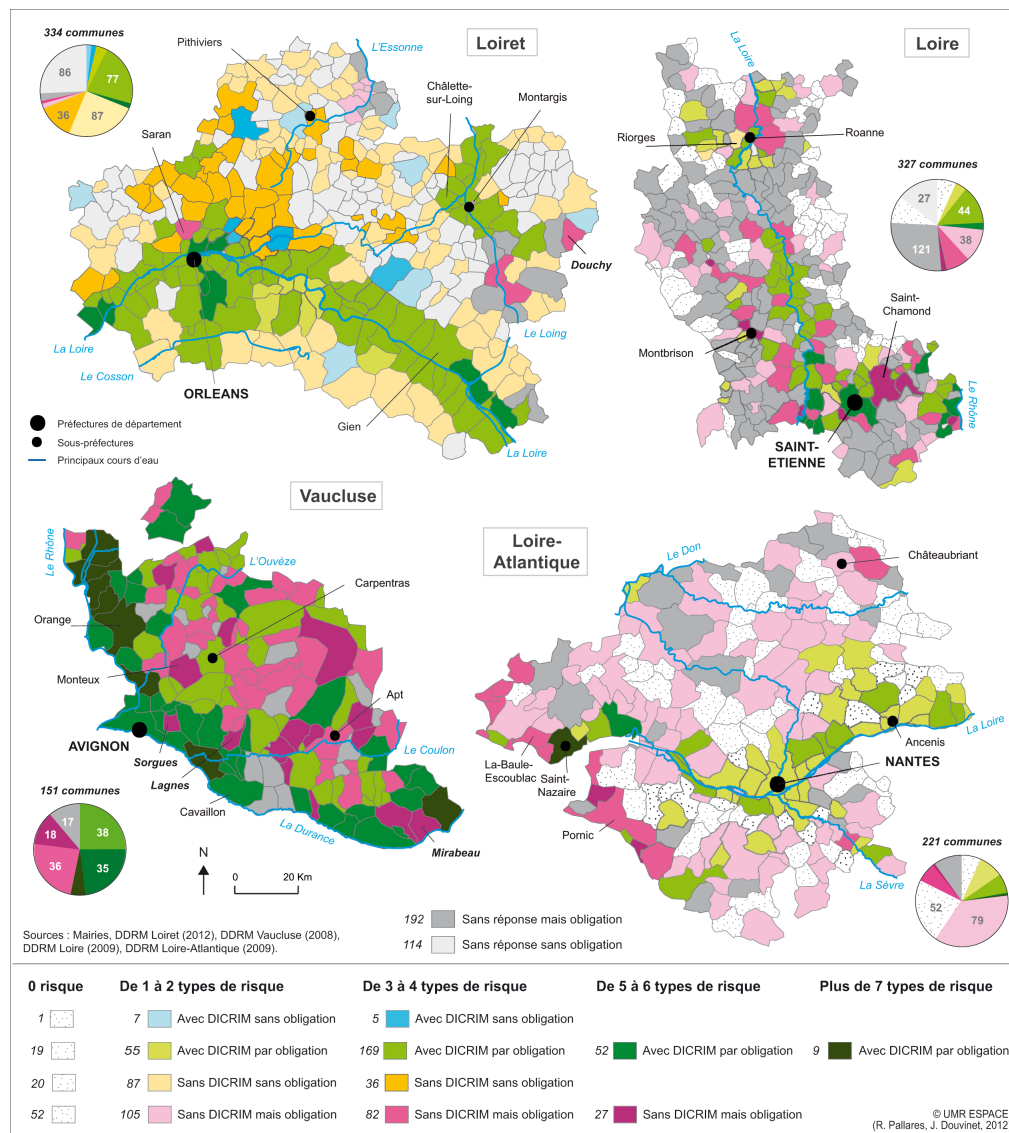 334 communes
86
77
36
87
Pithiviers
L'Essonne
Loiret
Châlette-
sur-Loing
Montargis
Saran
Douchy
La Loire
Le Cosson
ORLEANS
Gien
Le Loing
La Loire
Préfectures de département
Sous-préfectures
Principaux cours d'eau
La Loire
Loire
Riorges
Roanne
327 communes
27
44
121
38
Saint-
Chamond
Montbrison
Le Rhône
SAINT-
ETIENNE
Vaucluse
Le Rhône
L'Ouvèze
Carpentras
Orange
Monteux
Apt
AVIGNON
Sorgues
Le Coulon
Lagnes
Cavaillon
La Durance
Mirabeau
151 communes
17
18
38
36
35
N
0 20 Km
Loire-
Atlantique
Le Don
Châteaubriant
La Loire
Ancenis
NANTES
La-Baule-
Escoublac
Saint-
Nazaire
Pornic
La Sèvre
221 communes
52
79
Sources : Mairies, DDRM Loiret (2012), DDRM Vaucluse (2008),
DDRM Loire (2009), DDRM Loire-Atlantique (2009).
192 Sans réponse mais obligation
114 Sans réponse sans obligation
0 risque De 1 à 2 types de risque De 3 à 4 types de risque De 5 à 6 types de risque Plus de 7 types de risque
1 7 Avec DICRIM sans obligation 5 Avec DICRIM sans obligation
19 55 Avec DICRIM par obligation 169 Avec DICRIM par obligation 52 Avec DICRIM par obligation 9 Avec DICRIM par obligation
20 87 Sans DICRIM sans obligation 36 Sans DICRIM sans obligation
52 105 Sans DICRIM mais obligation 82 Sans DICRIM mais obligation 27 Sans DICRIM mais obligation
© UMR ESPACE
(R. Pallares, J. Douvinet, 2012